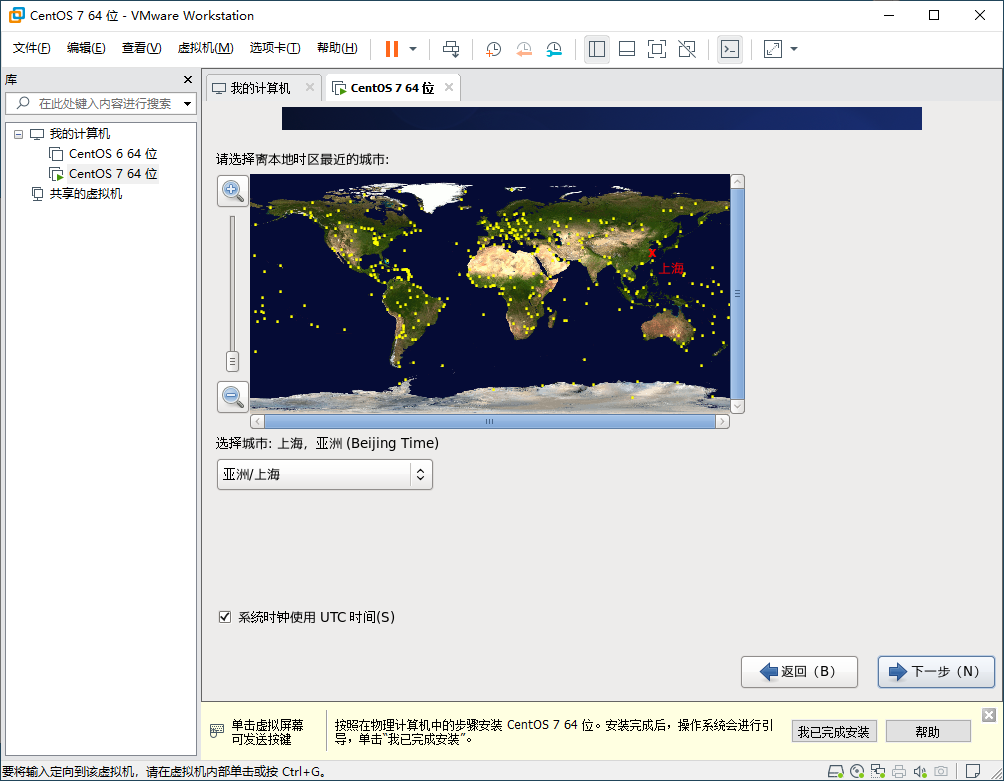 CentOS 7 64 位 - VMware Workstation
文件(F) 编辑(E) 查看(V) 虚拟机(M) 选项卡(T) 帮助(H)
库
在此处键入内容进行搜索
我的计算机
CentOS 6 64 位
CentOS 7 64 位
共享的虚拟机
我的计算机 CentOS 7 64 位
请选择离本地时区最近的城市:
上海
选择城市: 上海, 亚洲 (Beijing Time)
亚洲/上海
系统时钟使用 UTC 时间(S)
返回（B） 下一步（N）
单击虚拟屏幕
可发送按键
按照在物理计算机中的步骤安装 CentOS 7 64 位。安装完成后，操作系统会进行引
导，单击“我已完成安装”。
我已完成安装 帮助
要将输入定向到该虚拟机，请在虚拟机内部单击或按 Ctrl+G。